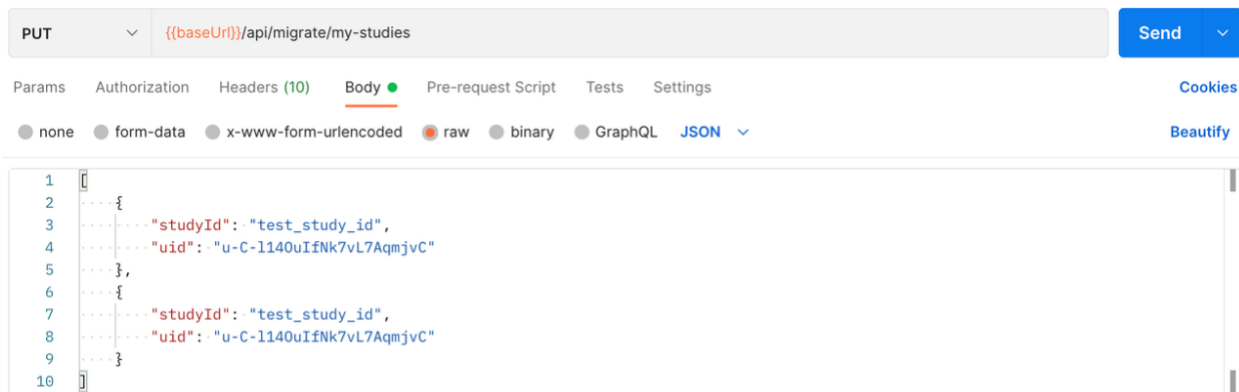 PUT {{baseUrl}}/api/migrate/my-studies Send
Params Authorization Headers (10) Body Pre-request Script Tests Settings Cookies
none form-data x-www-form-urlencoded raw binary GraphQL JSON Beautify
1 [
2 {
3 "studyId": "test_study_id",
4 "uid": "u-C-l14OuIfNk7vL7AqmjvC"
5 },
6 {
7 "studyId": "test_study_id",
8 "uid": "u-C-l14OuIfNk7vL7AqmjvC"
9 }
10 ]